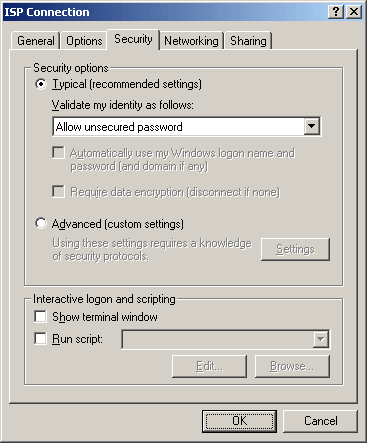 ISP Connection
General Options Security Networking Sharing
Security options
Typical (recommended settings)
Validate my identity as follows:
Allow unsecured password
Automatically use my Windows logon name and
password (and domain if any)
Require data encryption (disconnect if none)
Advanced (custom settings)
Using these settings requires a knowledge
of security protocols.
Settings
Interactive logon and scripting
Show terminal window
Run script:
Edit... Browse...
OK Cancel